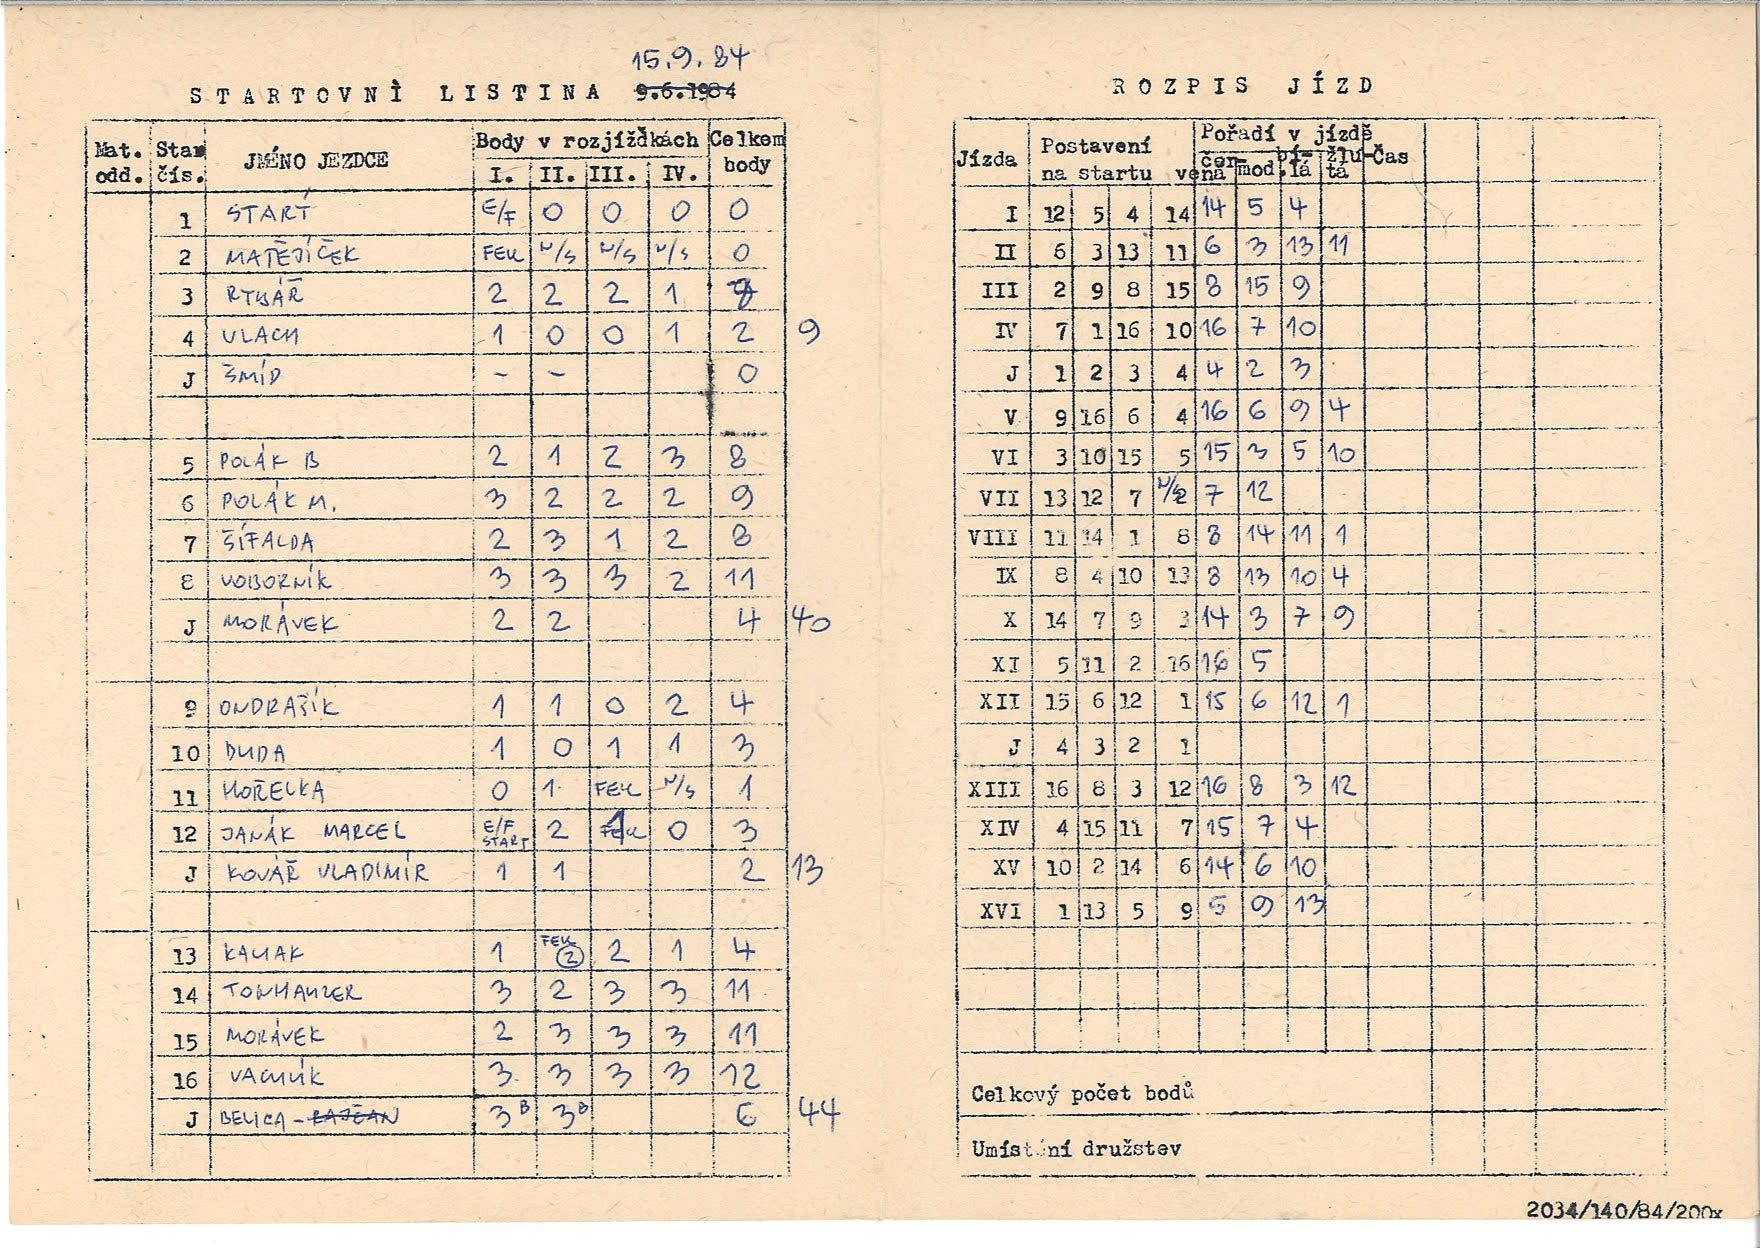 15.9.84
STARTOVNÌ LISTINA 9.6.1984
Mat. odd. Star čís. JMÉNO JEZDCE Body v rozjížďkách Celkem body
I. II. III. IV.
1 START E/F 0 0 0 0
2 MATĚJÍČEK FEU N/S N/S N/S 0
3 RYBÁŘ 2 2 2 1
4 VLACH 1 0 0 1 2 9
J ŠMÍD - - 0
5 POLÁK B 2 1 2 3 8
6 POLÁK M. 3 2 2 2 9
7 ŠÍFALDA 2 3 1 2 8
8 VOBORNÍK 3 3 3 2 11
J MORÁVEK 2 2 4 40
9 ONDRAŠÍK 1 1 0 2 4
10 DUDA 1 0 1 1 3
11 HOŘELKA 0 1 FEU N/S 1
12 JANÁK MARCEL E/F START 2 1 0 3
J KOVÁŘ VLADIMÍR 1 1 2 13
13 1 FEU 2 2 1 4
14 TONHAUZER 3 2 3 3 11
15 MORÁVEK 2 3 3 3 11
16 VACULÍK 3 3 3 3 12
J BELICA - 3B 3B 6 44
ROZPIS JÍZD
Jízda Postavení na startu Pořadí v jízdě Čas
červená mod. bí-lá žlu-tá
I 12 5 4 14 14 5 4
II 6 3 13 11 6 3 13 11
III 2 9 8 15 8 15 9
IV 7 1 16 10 16 7 10
J 1 2 3 4 4 2 3
V 9 16 6 4 16 6 9 4
VI 3 10 15 5 15 3 5 10
VII 13 12 7 N/S 2 7 12
VIII 11 14 1 8 8 14 11 1
IX 8 4 10 13 8 13 10 4
X 14 7 9 3 14 3 7 9
XI 5 11 2 16 16 5
XII 15 6 12 1 15 6 12 1
J 4 3 2 1
XIII 16 8 3 12 16 8 3 12
XIV 4 15 11 7 15 7 4
XV 10 2 14 6 14 6 10
XVI 1 13 5 9 5 9 13
Celkový počet bodů
Umístění družstev
2034/140/84/200x